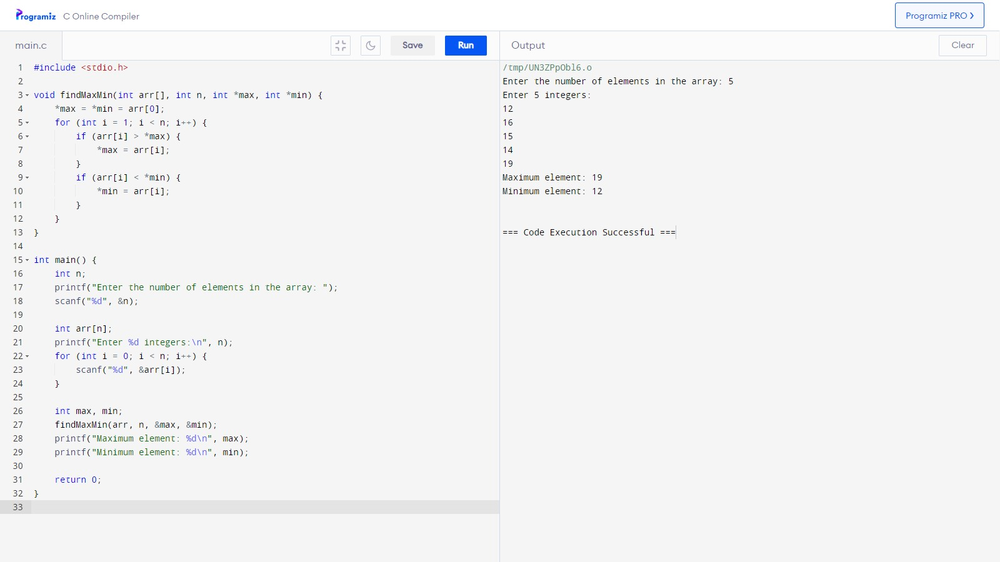 Programiz C Online Compiler
Programiz PRO ❯
main.c
Save
Run
1 #include <stdio.h>
2
3 void findMaxMin(int arr[], int n, int *max, int *min) {
4     *max = *min = arr[0];
5     for (int i = 1; i < n; i++) {
6         if (arr[i] > *max) {
7             *max = arr[i];
8         }
9         if (arr[i] < *min) {
10             *min = arr[i];
11         }
12     }
13 }
14
15 int main() {
16     int n;
17     printf("Enter the number of elements in the array: ");
18     scanf("%d", &n);
19
20     int arr[n];
21     printf("Enter %d integers:\n", n);
22     for (int i = 0; i < n; i++) {
23         scanf("%d", &arr[i]);
24     }
25
26     int max, min;
27     findMaxMin(arr, n, &max, &min);
28     printf("Maximum element: %d\n", max);
29     printf("Minimum element: %d\n", min);
30
31     return 0;
32 }
33
Output
Clear
/tmp/UN3ZPpObl6.o
Enter the number of elements in the array: 5
Enter 5 integers:
12
16
15
14
19
Maximum element: 19
Minimum element: 12
=== Code Execution Successful ===